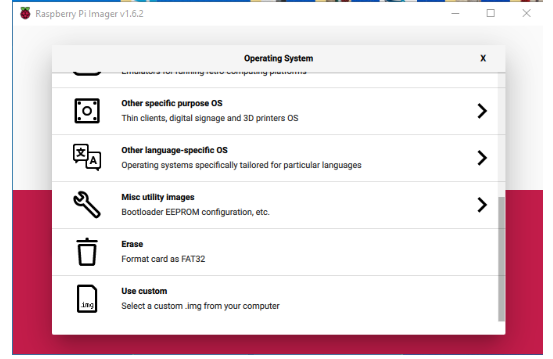 Raspberry Pi Imager v1.6.2
Operating System
X
Emulators for running retro computing platforms
Other specific purpose OS
Thin clients, digital signage and 3D printers OS
Other language-specific OS
Operating systems specifically tailored for particular languages
Misc utility images
Bootloader EEPROM configuration, etc.
Erase
Format card as FAT32
Use custom
Select a custom .img from your computer
文
A
.img